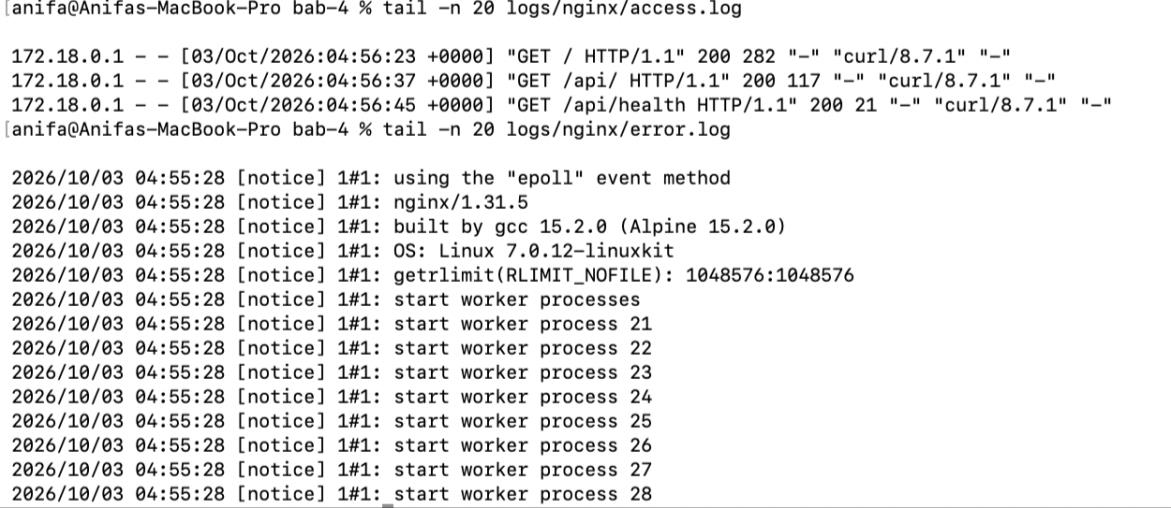 [anifa@Anifas-MacBook-Pro bab-4 % tail -n 20 logs/nginx/access.log
172.18.0.1 - - [03/Oct/2026:04:56:23 +0000] "GET / HTTP/1.1" 200 282 "-" "curl/8.7.1" "-"
172.18.0.1 - - [03/Oct/2026:04:56:37 +0000] "GET /api/ HTTP/1.1" 200 117 "-" "curl/8.7.1" "-"
172.18.0.1 - - [03/Oct/2026:04:56:45 +0000] "GET /api/health HTTP/1.1" 200 21 "-" "curl/8.7.1" "-"
[anifa@Anifas-MacBook-Pro bab-4 % tail -n 20 logs/nginx/error.log
2026/10/03 04:55:28 [notice] 1#1: using the "epoll" event method
2026/10/03 04:55:28 [notice] 1#1: nginx/1.31.5
2026/10/03 04:55:28 [notice] 1#1: built by gcc 15.2.0 (Alpine 15.2.0)
2026/10/03 04:55:28 [notice] 1#1: OS: Linux 7.0.12-linuxkit
2026/10/03 04:55:28 [notice] 1#1: getrlimit(RLIMIT_NOFILE): 1048576:1048576
2026/10/03 04:55:28 [notice] 1#1: start worker processes
2026/10/03 04:55:28 [notice] 1#1: start worker process 21
2026/10/03 04:55:28 [notice] 1#1: start worker process 22
2026/10/03 04:55:28 [notice] 1#1: start worker process 23
2026/10/03 04:55:28 [notice] 1#1: start worker process 24
2026/10/03 04:55:28 [notice] 1#1: start worker process 25
2026/10/03 04:55:28 [notice] 1#1: start worker process 26
2026/10/03 04:55:28 [notice] 1#1: start worker process 27
2026/10/03 04:55:28 [notice] 1#1: start worker process 28